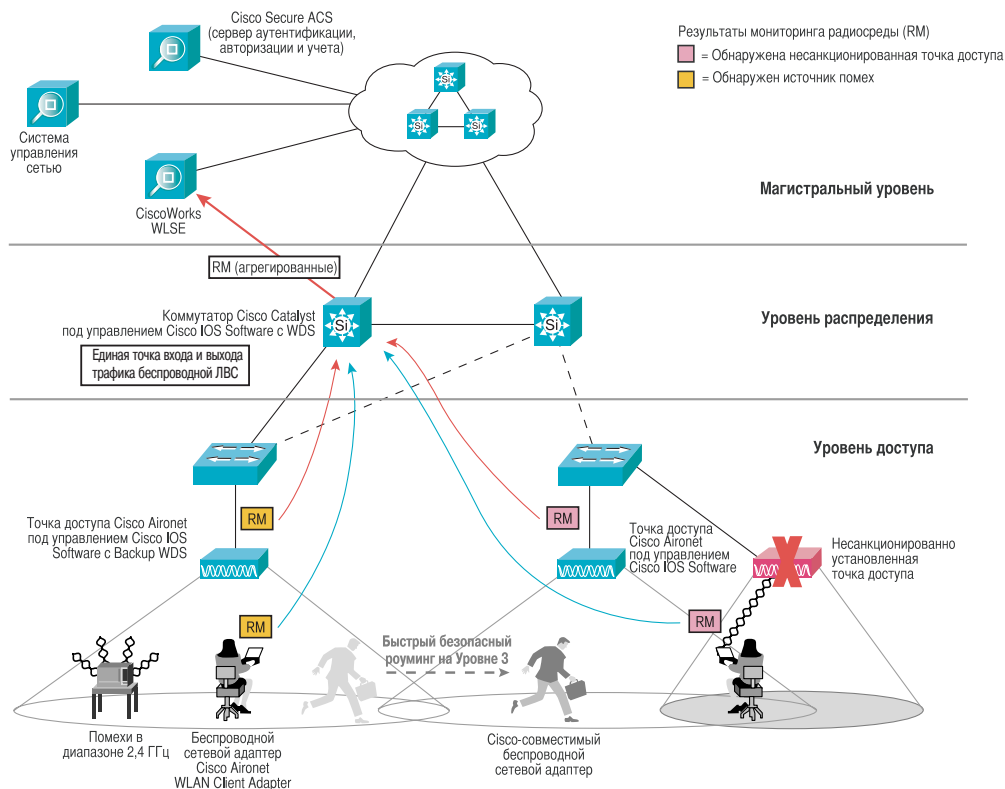 Cisco Secure ACS
(сервер аутентификации,
авторизации и учета)
Результаты мониторинга радиосреды (RM)
= Обнаружена несанкционированная точка доступа
= Обнаружен источник помех
Si
Si
Si
Система
управления
сетью
CiscoWorks
WLSE
Магистральный уровень
RM (агрегированные)
Коммутатор Cisco Catalyst
под управлением Cisco IOS Software с WDS
Si
Si
Уровень распределения
Единая точка входа и выхода
трафика беспроводной ЛВС
Уровень доступа
RM
RM
Точка доступа Cisco Aironet
под управлением Cisco IOS
Software с Backup WDS
Точка доступа
Cisco Aironet
под управлением
Cisco IOS Software
Несанкционированно
установленная
точка доступа
RM
RM
Быстрый безопасный
роуминг на Уровне 3
Помехи в
диапазоне 2,4 ГГц
Беспроводной
сетевой адаптер
Cisco Aironet
WLAN Client Adapter
Cisco-совместимый
беспроводной
сетевой адаптер